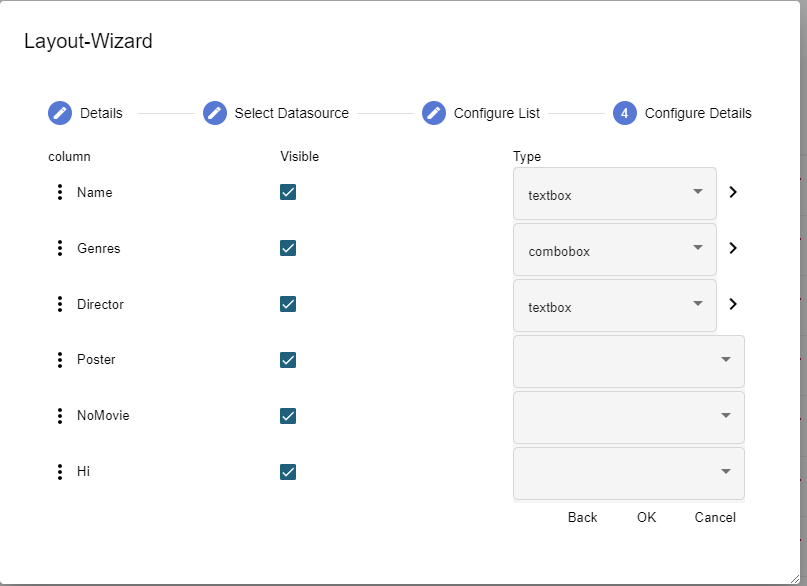 Layout-Wizard
Details Select Datasource Configure List 4 Configure Details
column Visible Type
Name textbox
Genres combobox
Director textbox
Poster
NoMovie
Hi
Back OK Cancel